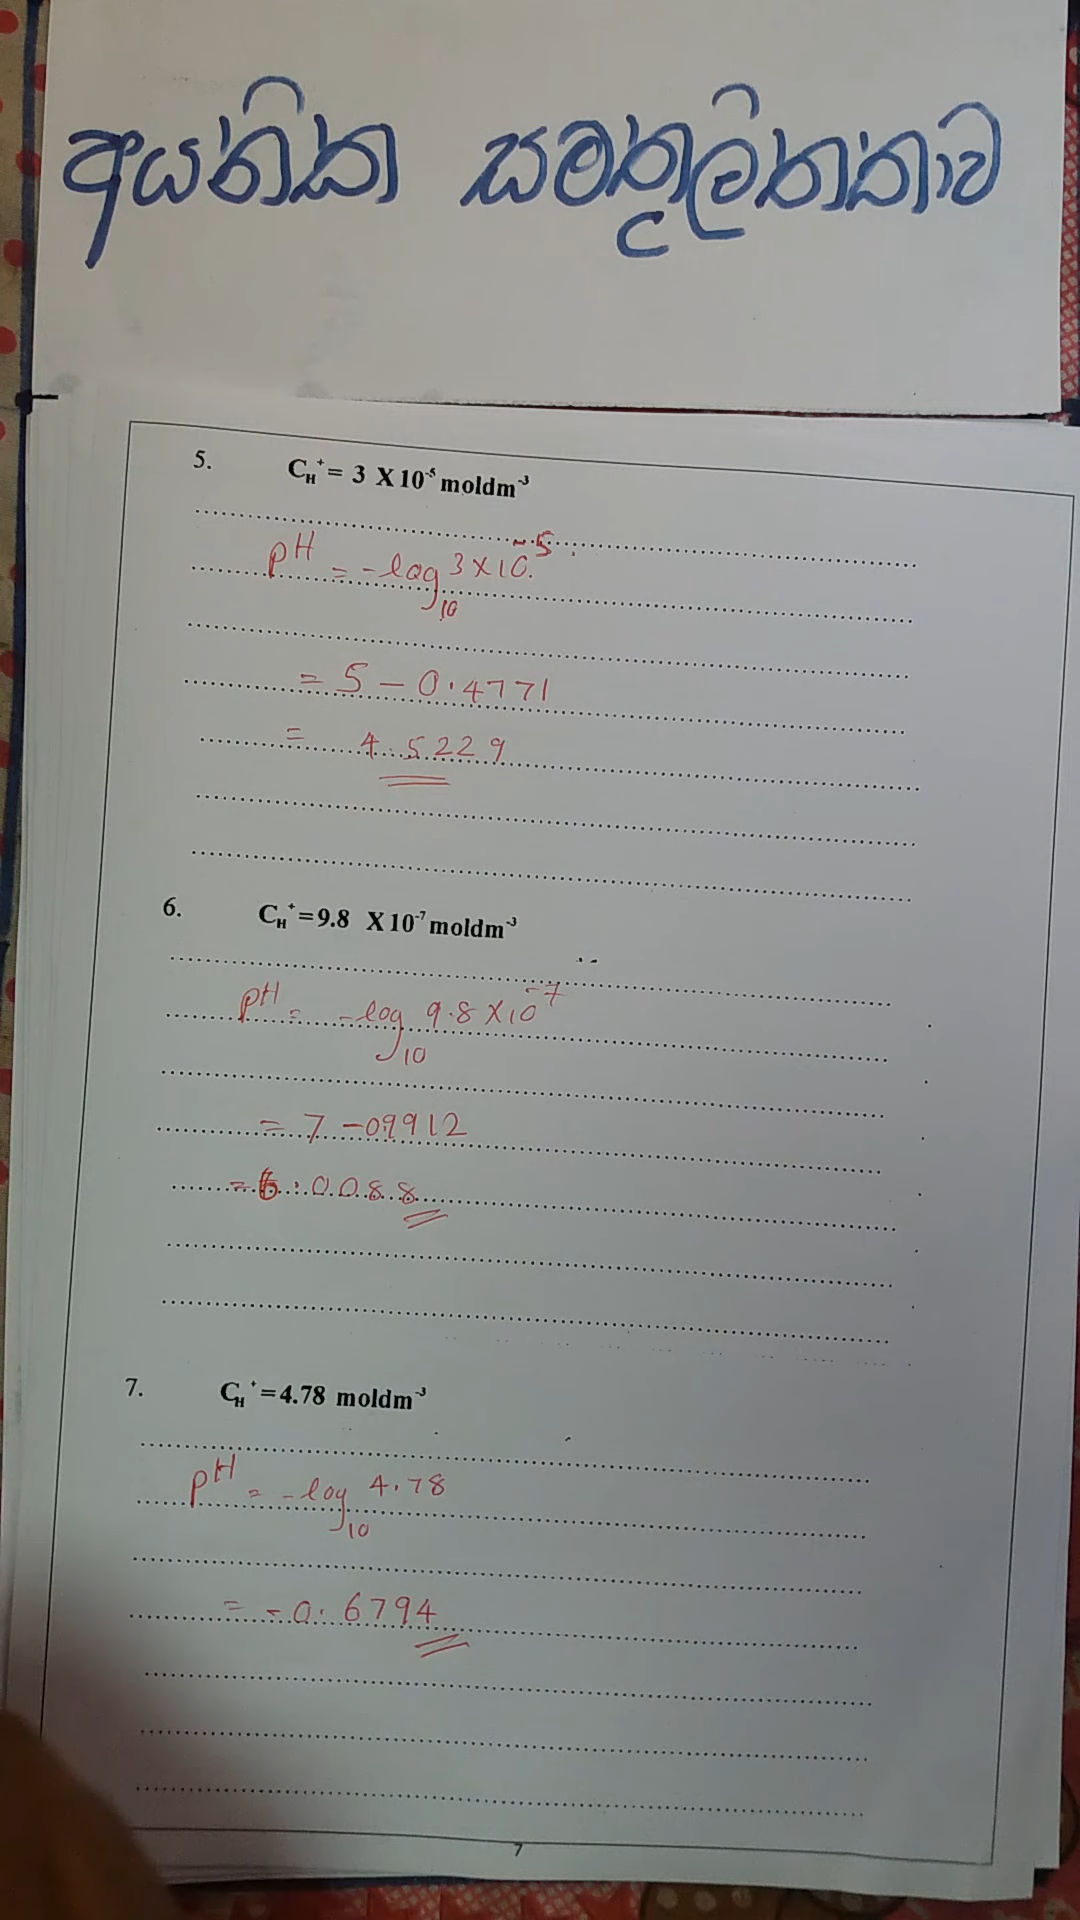 අයනික සමතුලිතතාව
5. C_H⁺ = 3 X 10⁻⁵ moldm⁻³
pH = -log₁₀ 3 × 10⁻⁵
= 5 - 0.4771
= 4.5229
6. C_H⁺ = 9.8 X 10⁻⁷ moldm⁻³
pH = -log₁₀ 9.8 × 10⁻⁷
= 7 - 09912
= 6.0088
7. C_H⁺ = 4.78 moldm⁻³
pH = -log₁₀ 4.78
= -0.6794
7